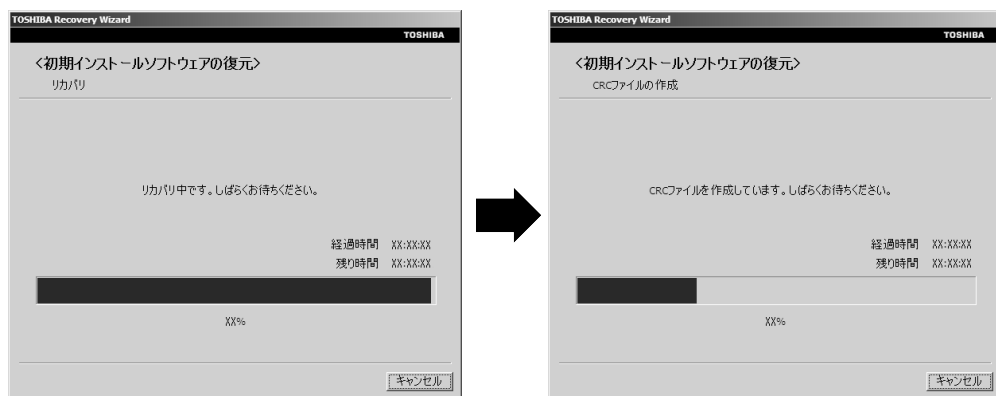 TOSHIBA Recovery Wizard
TOSHIBA
<初期インストールソフトウェアの復元>
リカバリ
リカバリ中です。しばらくお待ちください。
経過時間 XX:XX:XX
残り時間 XX:XX:XX
XX%
キャンセル
TOSHIBA Recovery Wizard
TOSHIBA
<初期インストールソフトウェアの復元>
CRCファイルの作成
CRCファイルを作成しています。しばらくお待ちください。
経過時間 XX:XX:XX
残り時間 XX:XX:XX
XX%
キャンセル